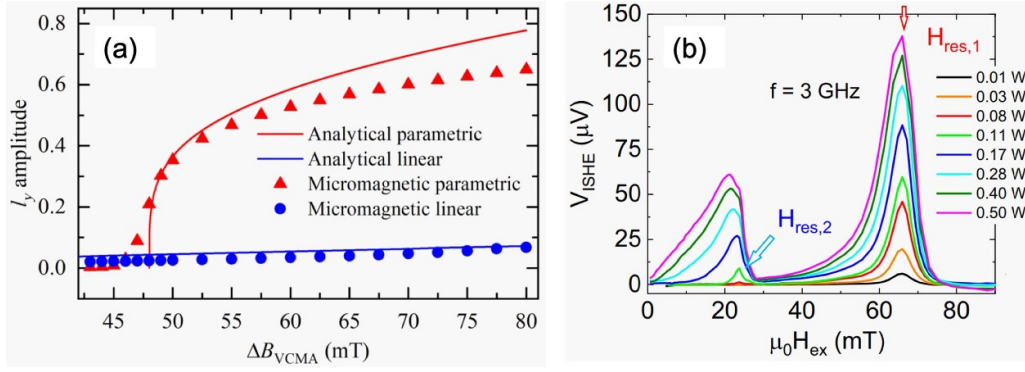 (a)
0.8
0.6
0.4
0.2
0.0
l_y amplitude
Analytical parametric
Analytical linear
Micromagnetic parametric
Micromagnetic linear
45 50 55 60 65 70 75 80
ΔB_VCMA (mT)
(b)
150
125
100
75
50
25
0
V_ISHE (μV)
f = 3 GHz
H_res,1
H_res,2
0.01 W
0.03 W
0.08 W
0.11 W
0.17 W
0.28 W
0.40 W
0.50 W
0 20 40 60 80
μ₀H_ex (mT)